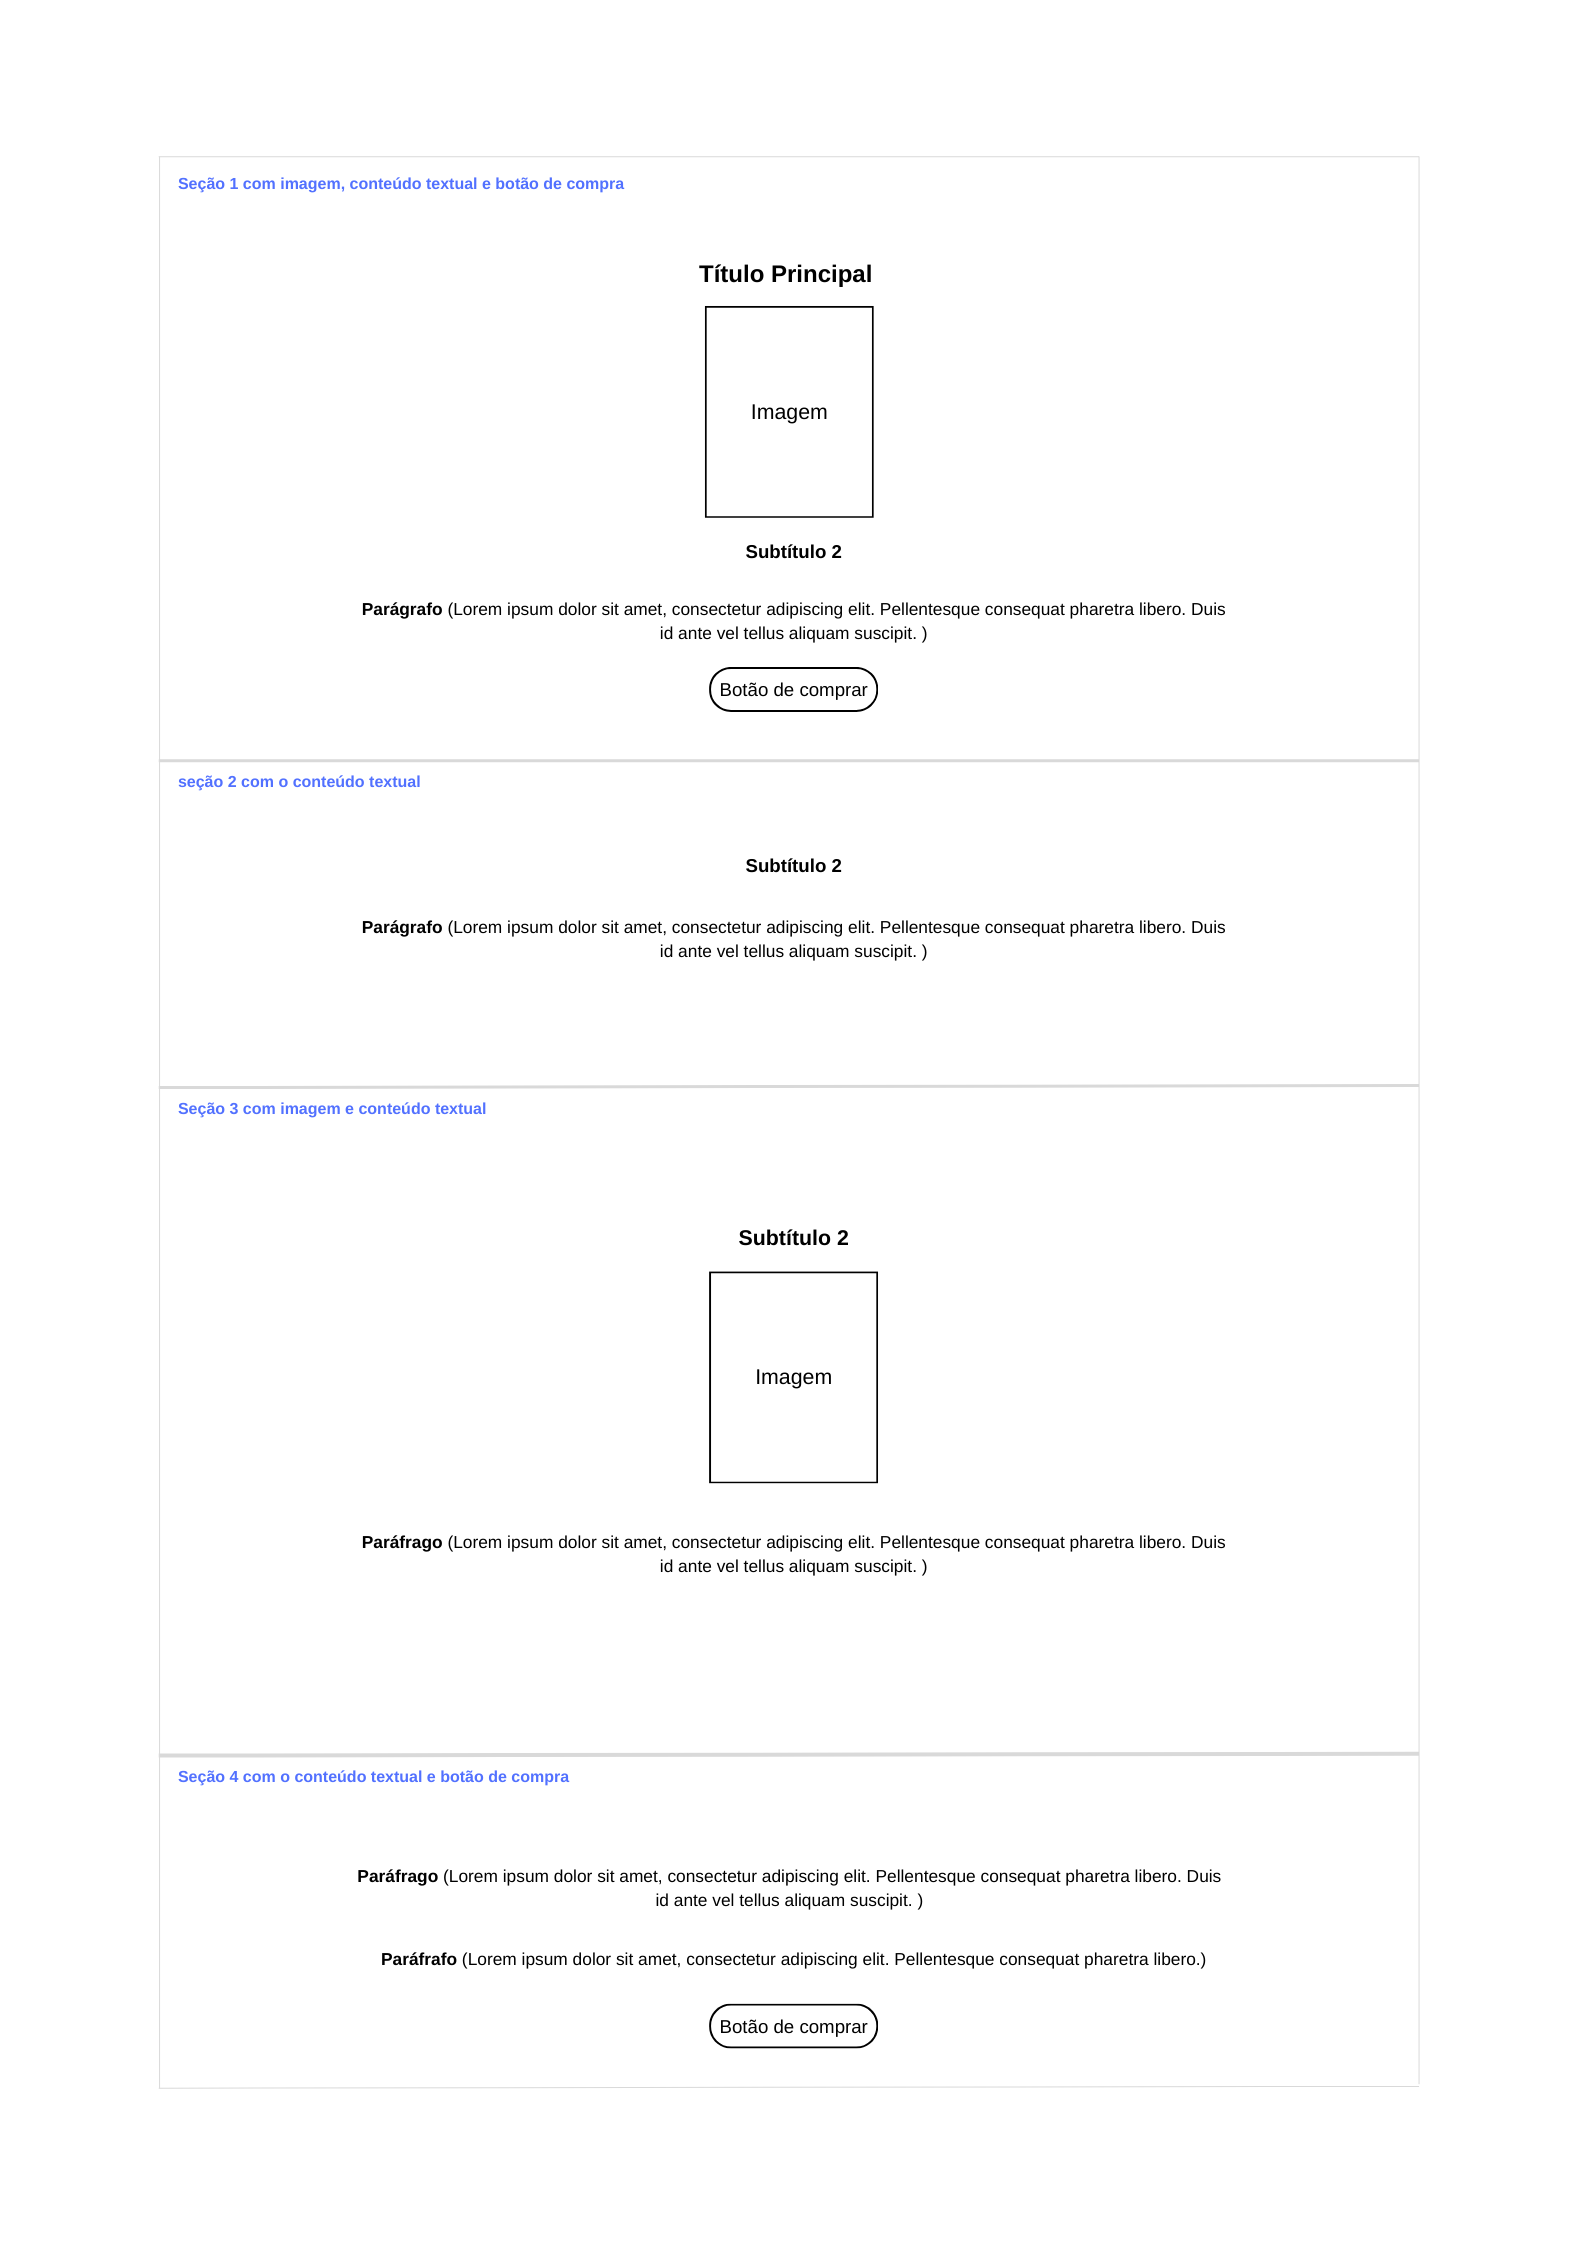 Seção 1 com imagem, conteúdo textual e botão de compra
Título Principal
Imagem
Subtítulo 2
Parágrafo (Lorem ipsum dolor sit amet, consectetur adipiscing elit. Pellentesque consequat pharetra libero. Duis
id ante vel tellus aliquam suscipit. )
Botão de comprar
seção 2 com o conteúdo textual
Subtítulo 2
Parágrafo (Lorem ipsum dolor sit amet, consectetur adipiscing elit. Pellentesque consequat pharetra libero. Duis
id ante vel tellus aliquam suscipit. )
Seção 3 com imagem e conteúdo textual
Subtítulo 2
Imagem
Paráfrago (Lorem ipsum dolor sit amet, consectetur adipiscing elit. Pellentesque consequat pharetra libero. Duis
id ante vel tellus aliquam suscipit. )
Seção 4 com o conteúdo textual e botão de compra
Paráfrago (Lorem ipsum dolor sit amet, consectetur adipiscing elit. Pellentesque consequat pharetra libero. Duis
id ante vel tellus aliquam suscipit. )
Paráfrafo (Lorem ipsum dolor sit amet, consectetur adipiscing elit. Pellentesque consequat pharetra libero.)
Botão de comprar